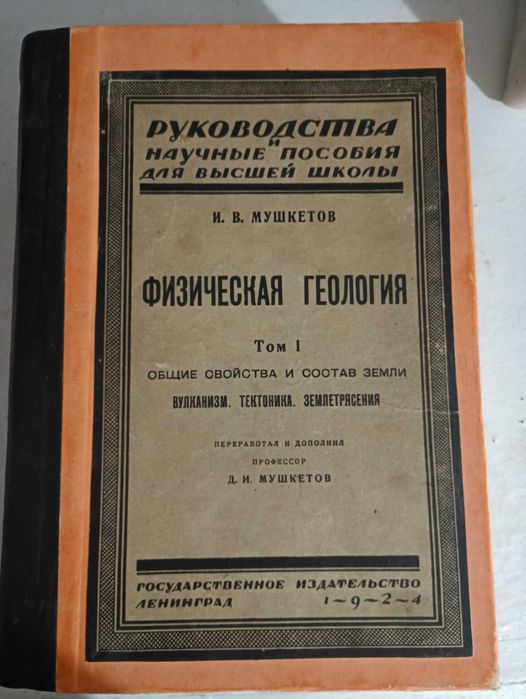 РУКОВОДСТВА
И
НАУЧНЫЕ ПОСОБИЯ
ДЛЯ ВЫСШЕЙ ШКОЛЫ
И. В. МУШКЕТОВ
ФИЗИЧЕСКАЯ ГЕОЛОГИЯ
Том I
ОБЩИЕ СВОЙСТВА И СОСТАВ ЗЕМЛИ
ВУЛКАНИЗМ. ТЕКТОНИКА. ЗЕМЛЕТРЯСЕНИЯ
ПЕРЕРАБОТАЛ И ДОПОЛНИЛ
ПРОФЕССОР
Д. И. МУШКЕТОВ
ГОСУДАРСТВЕННОЕ ИЗДАТЕЛЬСТВО
ЛЕНИНГРАД 1-9-2-4